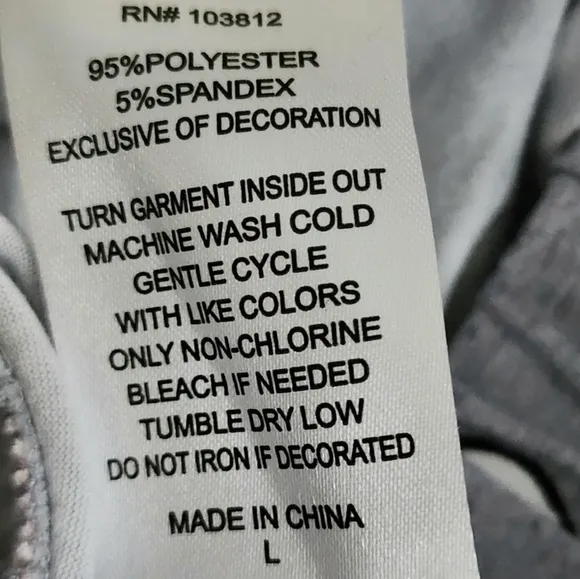 RN# 103812
95%POLYESTER
5%SPANDEX
EXCLUSIVE OF DECORATION
TURN GARMENT INSIDE OUT
MACHINE WASH COLD
GENTLE CYCLE
WITH LIKE COLORS
ONLY NON-CHLORINE
BLEACH IF NEEDED
TUMBLE DRY LOW
DO NOT IRON IF DECORATED
MADE IN CHINA
L